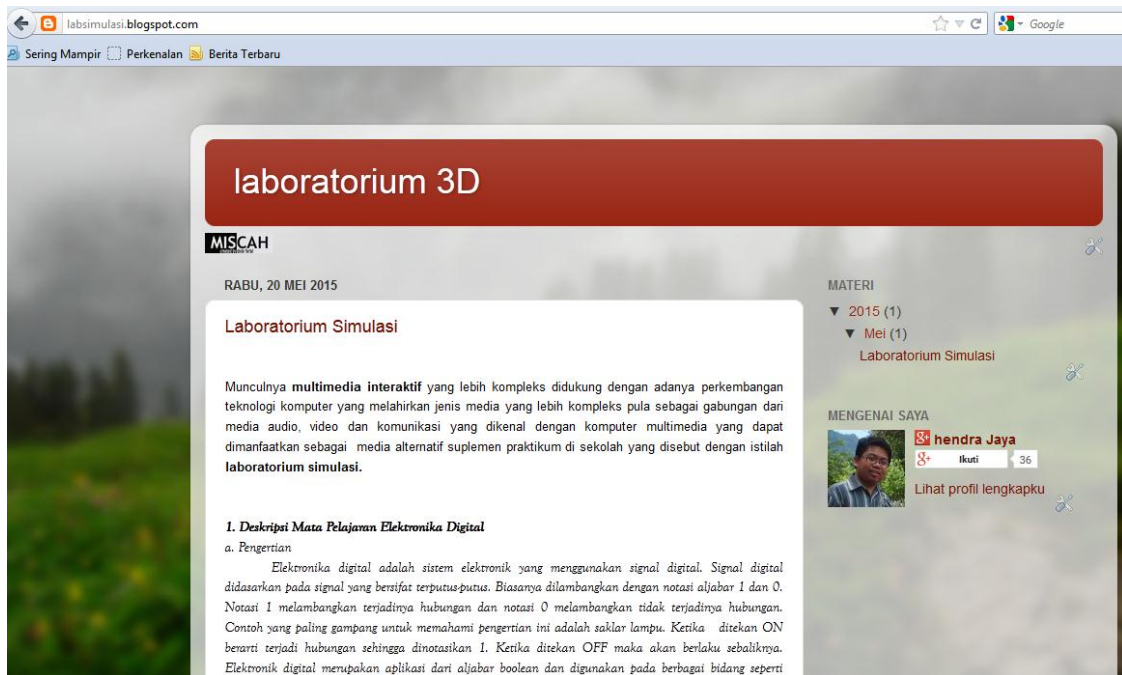 labsimulasi.blogspot.com
Google
Sering Mampir Perkenalan Berita Terbaru
laboratorium 3D
MISCAH
RABU, 20 MEI 2015
Laboratorium Simulasi
Munculnya multimedia interaktif yang lebih kompleks didukung dengan adanya perkembangan
teknologi komputer yang melahirkan jenis media yang lebih kompleks pula sebagai gabungan dari
media audio, video dan komunikasi yang dikenal dengan komputer multimedia yang dapat
dimanfaatkan sebagai media alternatif suplemen praktikum di sekolah yang disebut dengan istilah
laboratorium simulasi.
1. Deskripsi Mata Pelajaran Elektronika Digital
a. Pengertian
Elektronika digital adalah sistem elektronik yang menggunakan signal digital. Signal digital
didasarkan pada signal yang bersifat terputus-putus. Biasanya dilambangkan dengan notasi aljabar 1 dan 0.
Notasi 1 melambangkan terjadinya hubungan dan notasi 0 melambangkan tidak terjadinya hubungan.
Contoh yang paling gampang untuk memahami pengertian ini adalah saklar lampu. Ketika ditekan ON
berarti terjadi hubungan sehingga dinotasikan 1. Ketika ditekan OFF maka akan berlaku sebaliknya.
Elektronik digital merupakan aplikasi dari aljabar boolean dan digunakan pada berbagai bidang seperti
MATERI
▼ 2015 (1)
▼ Mei (1)
Laboratorium Simulasi
MENGENAI SAYA
hendra Jaya
Ikuti 36
Lihat profil lengkapku